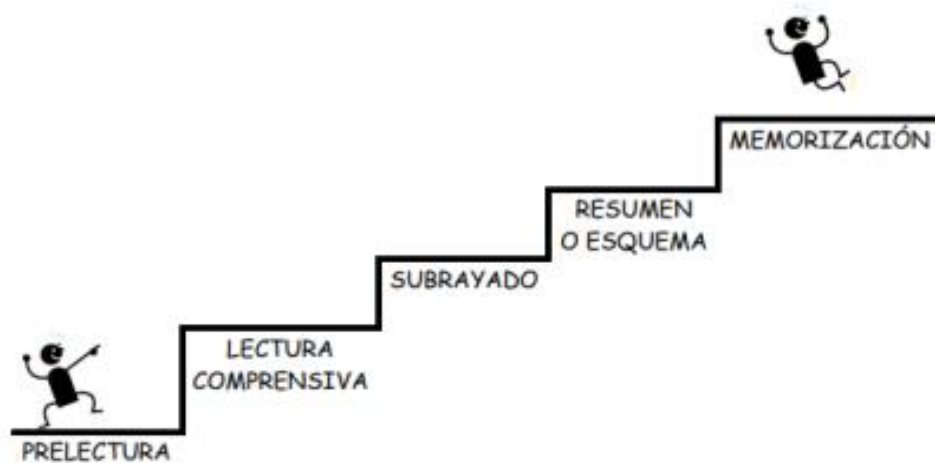 MEMORIZACIÓN
RESUMEN
O ESQUEMA
SUBRAYADO
LECTURA
COMPRENSIVA
PRELECTURA